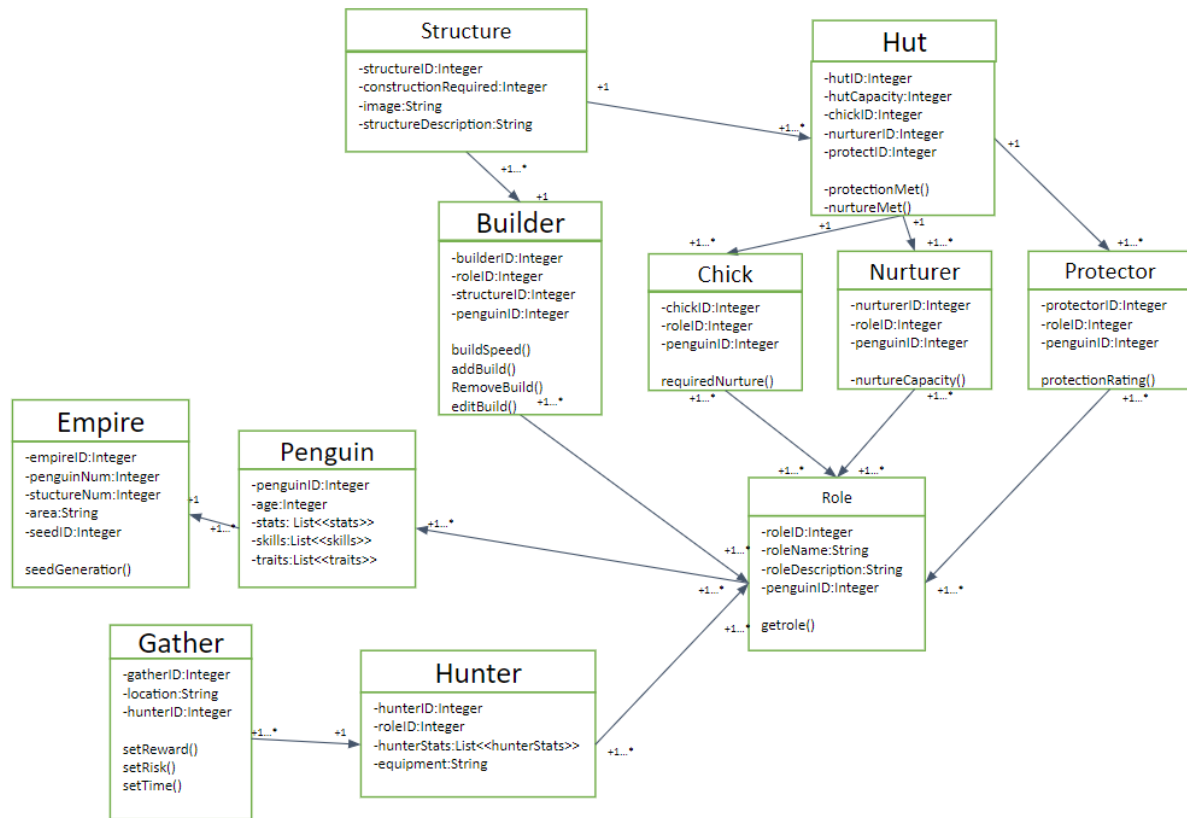 Structure
-structureID:Integer
-constructionRequired:Integer
-image:String
-structureDescription:String
+1
+1...*
+1...*
+1
Hut
-hutID:Integer
-hutCapacity:Integer
-chickID:Integer
-nurturerID:Integer
-protectID:Integer
-protectionMet()
-nurtureMet()
+1
+1
+1
+1...*
+1...*
+1...*
Builder
-builderID:Integer
-roleID:Integer
-structureID:Integer
-penguinID:Integer
buildSpeed()
addBuild()
RemoveBuild()
editBuild()
+1...*
Chick
-chickID:Integer
-roleID:Integer
-penguinID:Integer
requiredNurture()
+1...*
Nurturer
-nurturerID:Integer
-roleID:Integer
-penguinID:Integer
-nurtureCapacity()
+1...*
Protector
-protectorID:Integer
-roleID:Integer
-penguinID:Integer
protectionRating()
+1...*
Empire
-empireID:Integer
-penguinNum:Integer
-stuctureNum:Integer
-area:String
-seedID:Integer
seedGeneratior()
+1
+1...*
Penguin
-penguinID:Integer
-age:Integer
-stats: List<<stats>>
-skills:List<<skills>>
-traits:List<<traits>>
+1...*
+1...*
+1...*
Role
-roleID:Integer
-roleName:String
-roleDescription:String
-penguinID:Integer
getrole()
+1...*
+1...*
+1...*
+1...*
Gather
-gatherID:Integer
-location:String
-hunterID:Integer
setReward()
setRisk()
setTime()
+1...*
+1
Hunter
-hunterID:Integer
-roleID:Integer
-hunterStats:List<<hunterStats>>
-equipment:String
+1...*